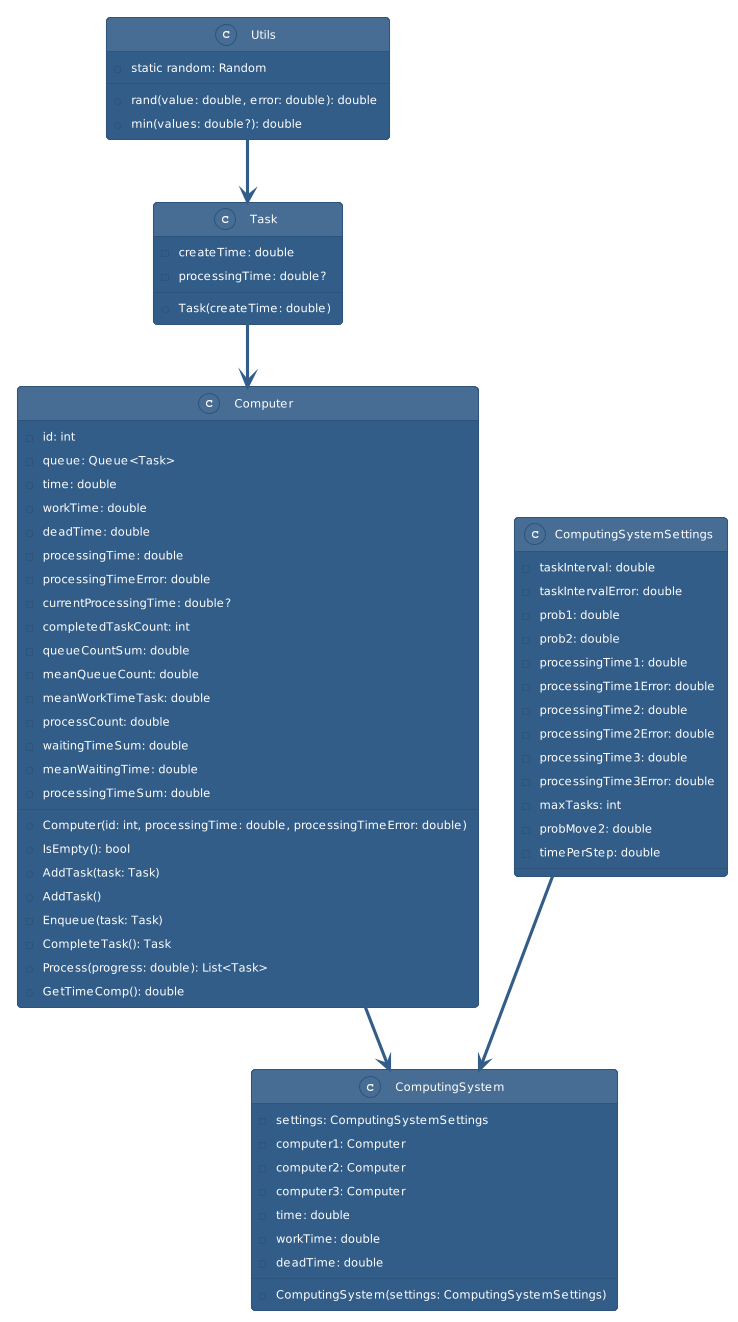 C Utils
static random: Random
rand(value: double, error: double): double
min(values: double?): double
C Task
createTime: double
processingTime: double?
Task(createTime: double)
C Computer
id: int
queue: Queue<Task>
time: double
workTime: double
deadTime: double
processingTime: double
processingTimeError: double
currentProcessingTime: double?
completedTaskCount: int
queueCountSum: double
meanQueueCount: double
meanWorkTimeTask: double
processCount: double
waitingTimeSum: double
meanWaitingTime: double
processingTimeSum: double
Computer(id: int, processingTime: double, processingTimeError: double)
IsEmpty(): bool
AddTask(task: Task)
AddTask()
Enqueue(task: Task)
CompleteTask(): Task
Process(progress: double): List<Task>
GetTimeComp(): double
C ComputingSystemSettings
taskInterval: double
taskIntervalError: double
prob1: double
prob2: double
processingTime1: double
processingTime1Error: double
processingTime2: double
processingTime2Error: double
processingTime3: double
processingTime3Error: double
maxTasks: int
probMove2: double
timePerStep: double
C ComputingSystem
settings: ComputingSystemSettings
computer1: Computer
computer2: Computer
computer3: Computer
time: double
workTime: double
deadTime: double
ComputingSystem(settings: ComputingSystemSettings)